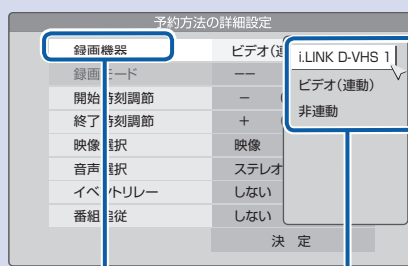 予約方法の詳細設定
録画機器 ビデオ(連
i.LINK D-VHS 1
ビデオ(連動)
非連動
録画モード −−
開始時刻調節 −
終了時刻調節 +
映像選択 映像
音声選択 ステレオ
イベントリレー しない
番組追従 しない
決 定